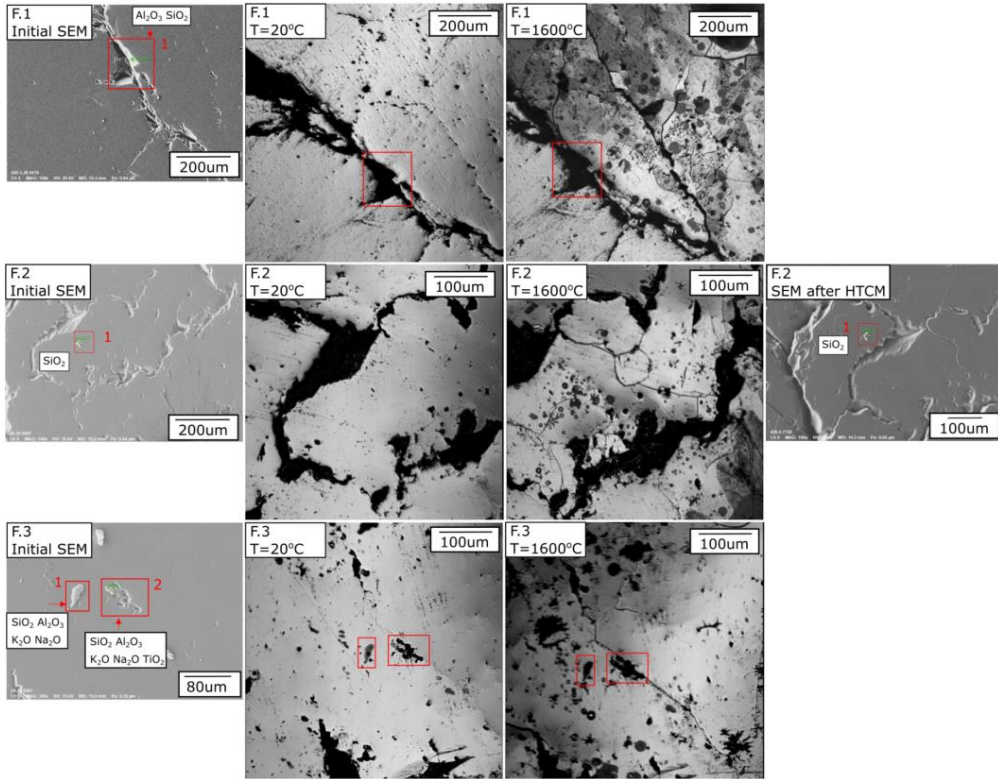 F.1
Initial SEM
Al₂O₃ SiO₂
1
200um
F.1
T=20°C
200um
F.1
T=1600°C
200um
F.2
Initial SEM
1
SiO₂
200um
F.2
T=20°C
100um
F.2
T=1600°C
100um
F.2
SEM after HTCM
1
SiO₂
100um
F.3
Initial SEM
1
2
SiO₂ Al₂O₃
K₂O Na₂O
SiO₂ Al₂O₃
K₂O Na₂O TiO₂
80um
F.3
T=20°C
100um
F.3
T=1600°C
100um